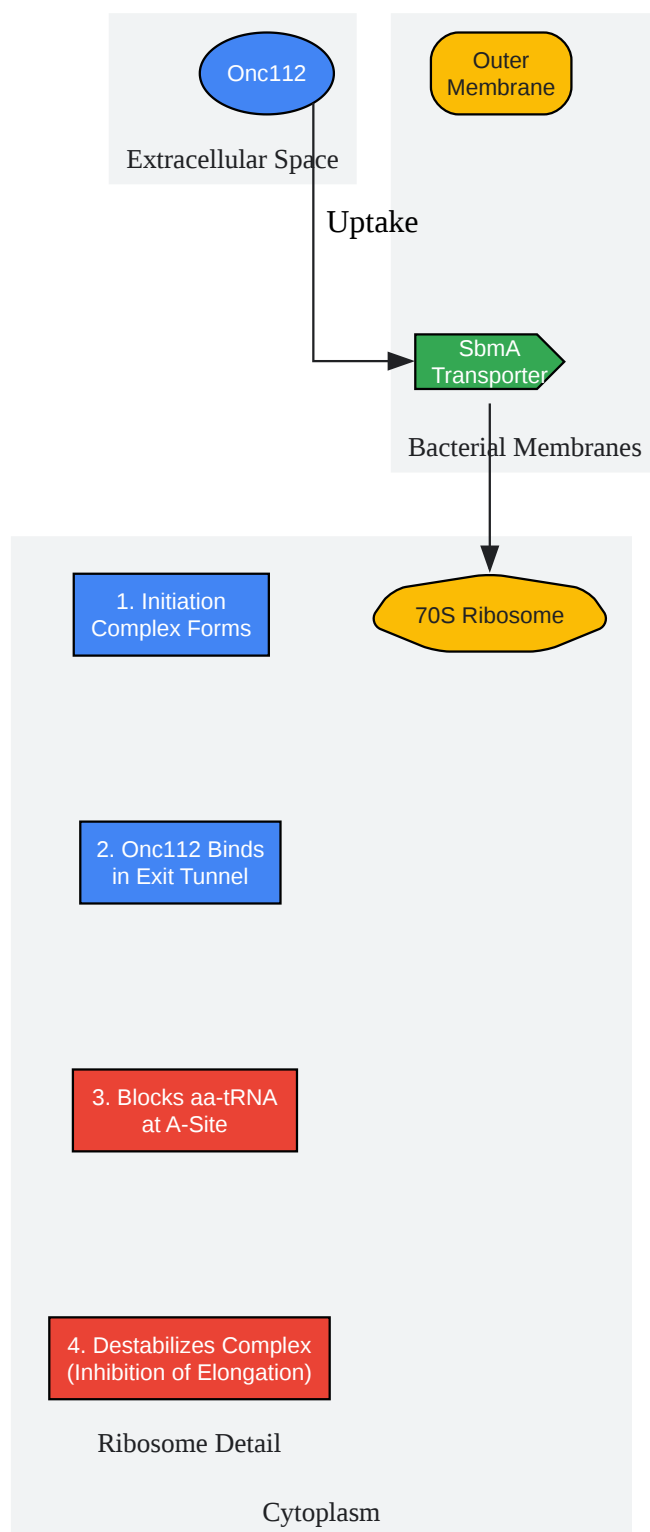 Onc112
Extracellular Space
Outer
Membrane
Uptake
SbmA
Transporter
Bacterial Membranes
1. Initiation
Complex Forms
70S Ribosome
2. Onc112 Binds
in Exit Tunnel
3. Blocks aa-tRNA
at A-Site
4. Destabilizes Complex
(Inhibition of Elongation)
Ribosome Detail
Cytoplasm